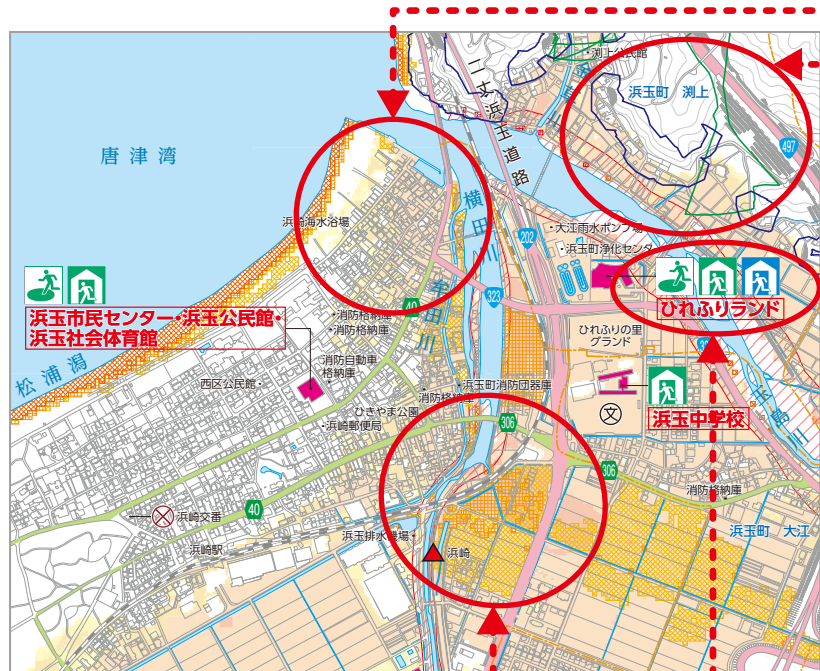 渕上公民館
浜玉町 渕上
二丈浜玉道路
497
唐津湾
横田川
浜崎海水浴場
202
大江雨水ポンプ場
浜玉町浄化センター
323
ひれふりランド
牟田川
40
浜玉市民センター・浜玉公民館・
浜玉社会体育館
消防格納庫
消防格納庫
ひれふりの里
グランド
消防自動車
格納庫
松浦潟
西区公民館
浜玉町消防団器庫
消防格納庫
玉島川
ひきやま公園
浜崎郵便局
文
浜玉中学校
306
306
消防格納庫
40
浜崎交番
浜玉排水機場
浜玉町 大江
浜崎駅
浜崎